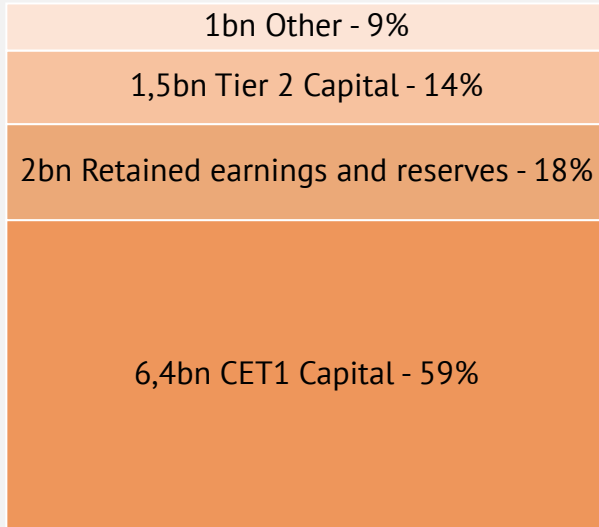 1bn Other - 9%
1,5bn Tier 2 Capital - 14%
2bn Retained earnings and reserves - 18%
6,4bn CET1 Capital - 59%